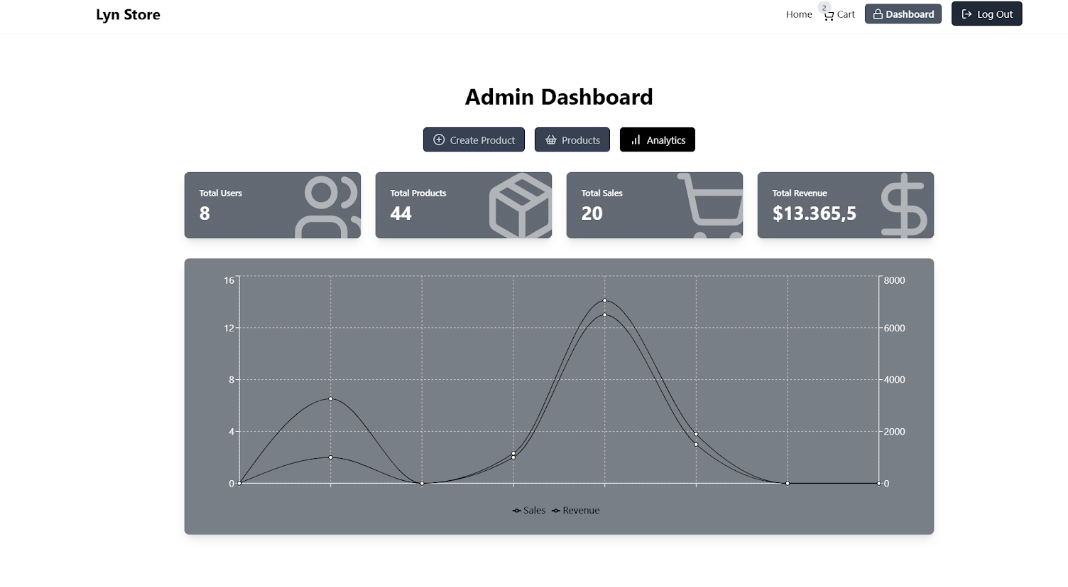 Lyn Store
Home 2 Cart Dashboard Log Out
Admin Dashboard
Create Product Products Analytics
Total Users
8
Total Products
44
Total Sales
20
Total Revenue
$13.365,5
16 8000
12 6000
8 4000
4 2000
0 0
Sales Revenue